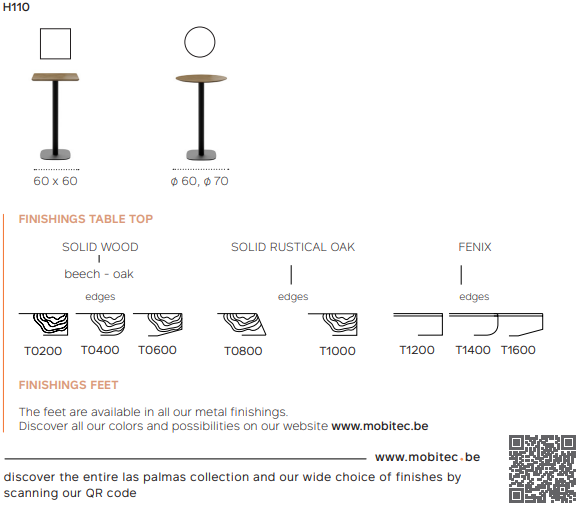 H110
60 x 60
ϕ 60, ϕ 70
FINISHINGS TABLE TOP
SOLID WOOD
SOLID RUSTICAL OAK
FENIX
beech - oak
edges
edges
edges
T0200
T0400
T0600
T0800
T1000
T1200
T1400
T1600
FINISHINGS FEET
The feet are available in all our metal finishings.
Discover all our colors and possibilities on our website www.mobitec.be
www.mobitec.be
discover the entire las palmas collection and our wide choice of finishes by
scanning our QR code